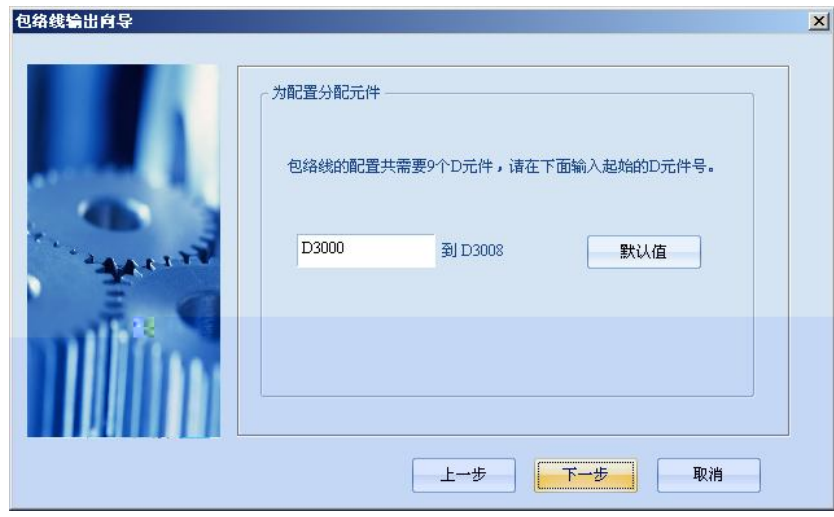 包络线输出向导
为配置分配元件
包络线的配置共需要9个D元件，请在下面输入起始的D元件号。
D3000 到 D3008 默认值
上一步 下一步 取消